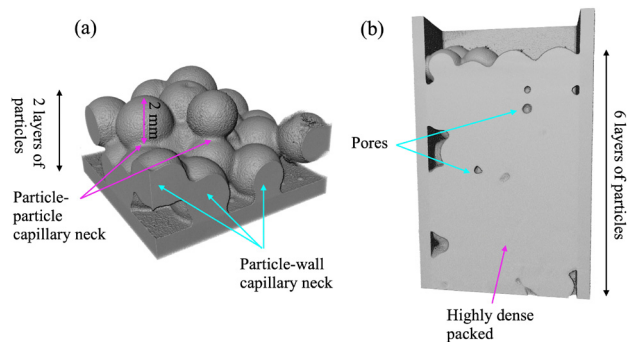 (a)
2 layers of
particles
2 mm
Particle-
particle
capillary neck
Particle-wall
capillary neck
(b)
Pores
6 layers of particles
Highly dense
packed